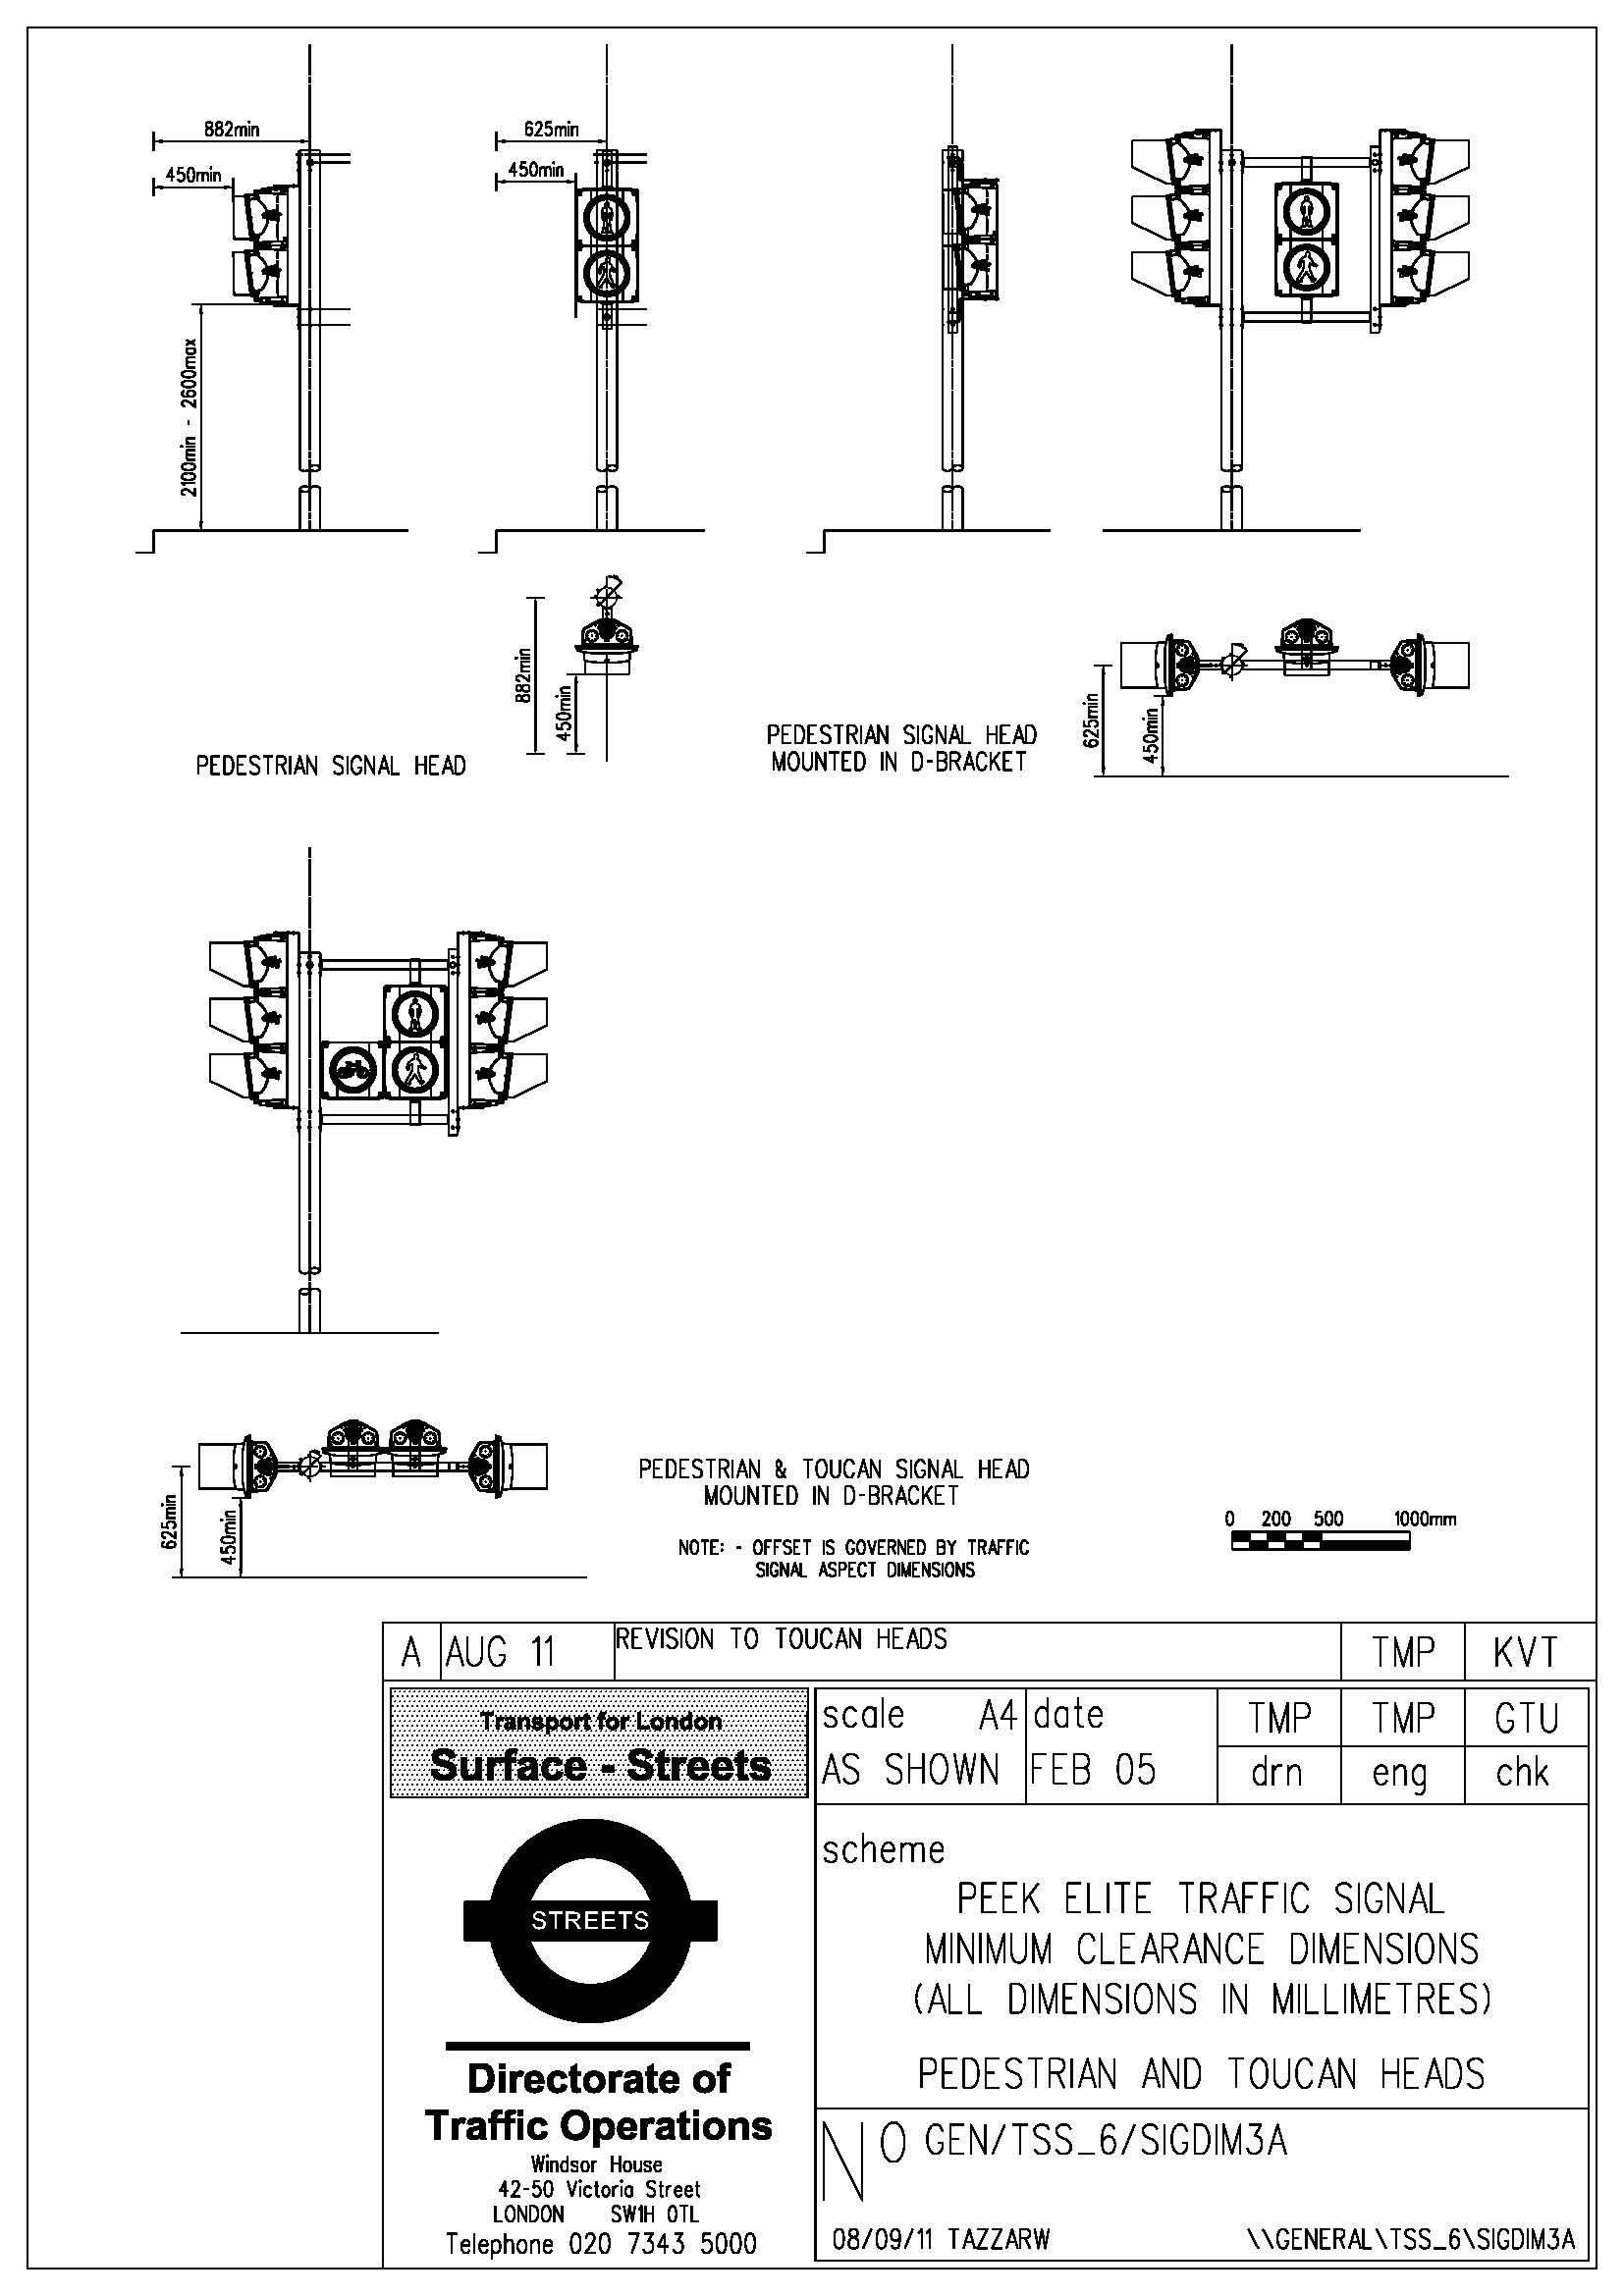 882min
450min
2100min - 2600max
625min
450min
882min
450min
PEDESTRIAN SIGNAL HEAD
PEDESTRIAN SIGNAL HEAD
MOUNTED IN D-BRACKET
625min
450min
625min
450min
PEDESTRIAN & TOUCAN SIGNAL HEAD
MOUNTED IN D-BRACKET
NOTE: - OFFSET IS GOVERNED BY TRAFFIC
SIGNAL ASPECT DIMENSIONS
0 200 500 1000mm
A AUG 11 REVISION TO TOUCAN HEADS TMP KVT
Transport for London
Surface - Streets
scale A4 date TMP TMP GTU
AS SHOWN FEB 05 drn eng chk
STREETS
Directorate of
Traffic Operations
Windsor House
42-50 Victoria Street
LONDON SW1H 0TL
Telephone 020 7343 5000
scheme
PEEK ELITE TRAFFIC SIGNAL
MINIMUM CLEARANCE DIMENSIONS
(ALL DIMENSIONS IN MILLIMETRES)
PEDESTRIAN AND TOUCAN HEADS
NO GEN/TSS_6/SIGDIM3A
08/09/11 TAZZARW \\GENERAL\TSS_6\SIGDIM3A